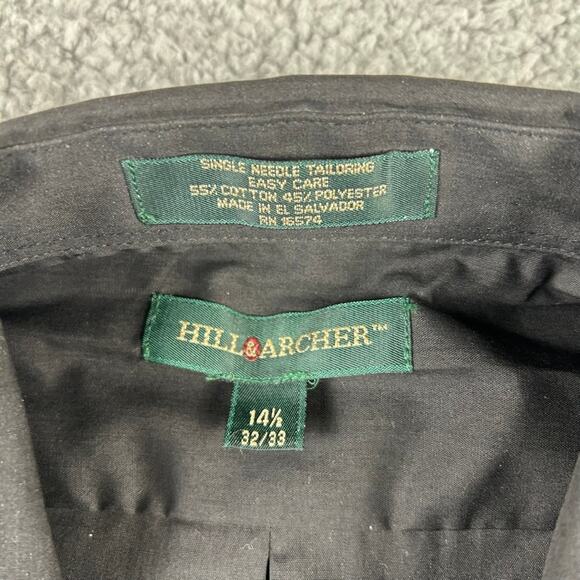 SINGLE NEEDLE TAILORING
EASY CARE
55% COTTON 45% POLYESTER
MADE IN EL SALVADOR
RN 16574
HILL & ARCHER™
14½
32/33